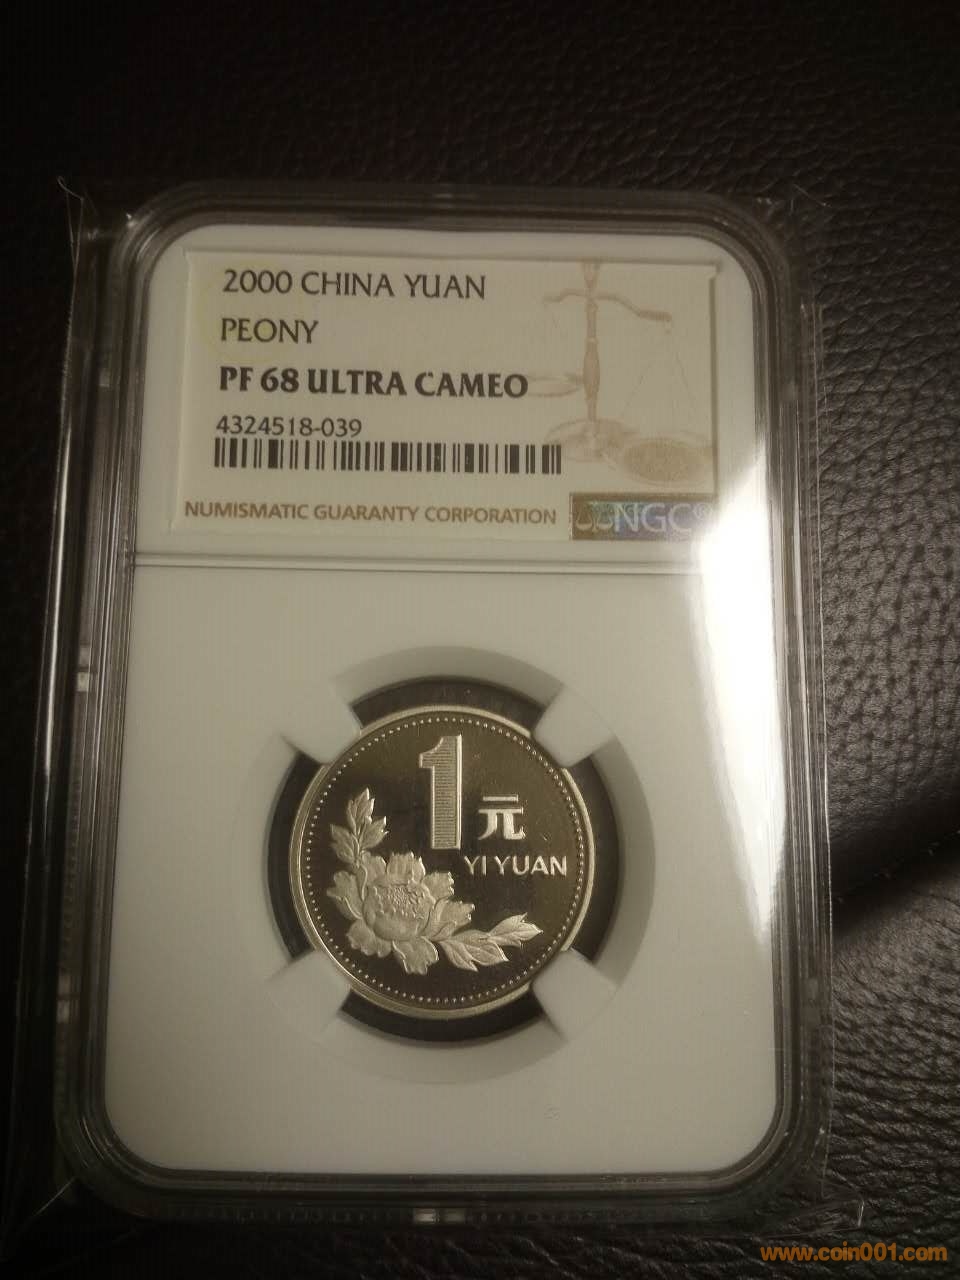 2000 CHINA YUAN
PEONY
PF 68 ULTRA CAMEO
4324518-039
NUMISMATIC GUARANTY CORPORATION
NGC
1
元
YI YUAN
www.coin001.com